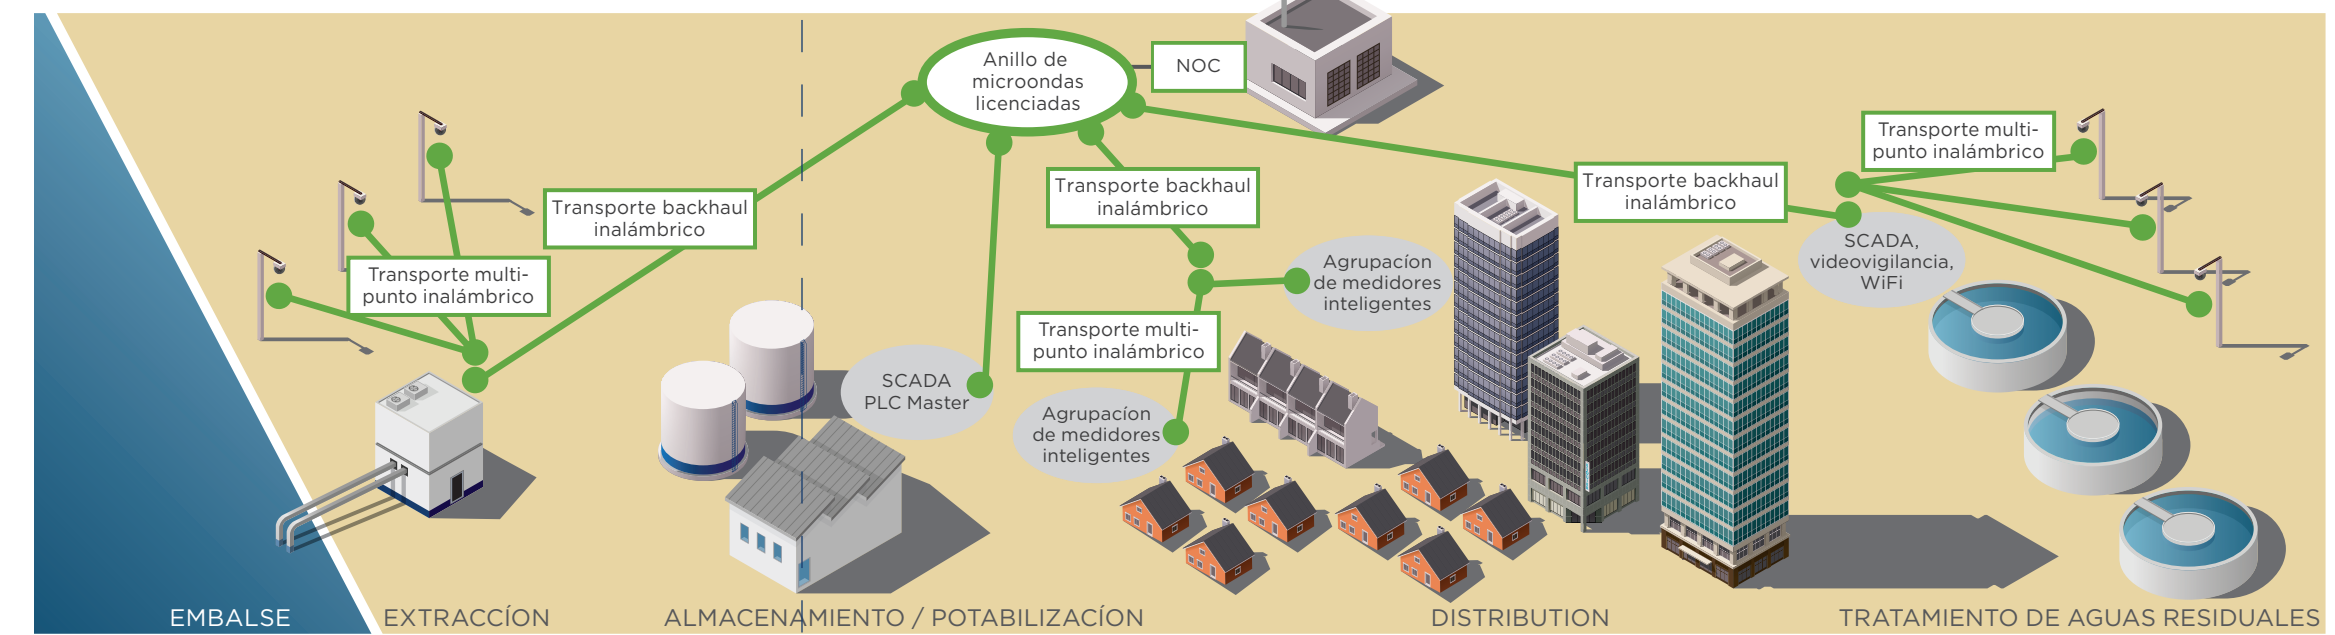 Anillo de
microondas
licenciadas
NOC
Transporte multi-
punto inalámbrico
Transporte backhaul
inalámbrico
Transporte backhaul
inalámbrico
Transporte backhaul
inalámbrico
Transporte multi-
punto inalámbrico
SCADA,
videovigilancia,
WiFi
Agrupacíon
de medidores
inteligentes
Transporte multi-
punto inalámbrico
SCADA
PLC Master
Agrupacíon
de medidores
inteligentes
EMBALSE
EXTRACCÍON
ALMACENAMIENTO / POTABILIZACÍON
DISTRIBUTION
TRATAMIENTO DE AGUAS RESIDUALES